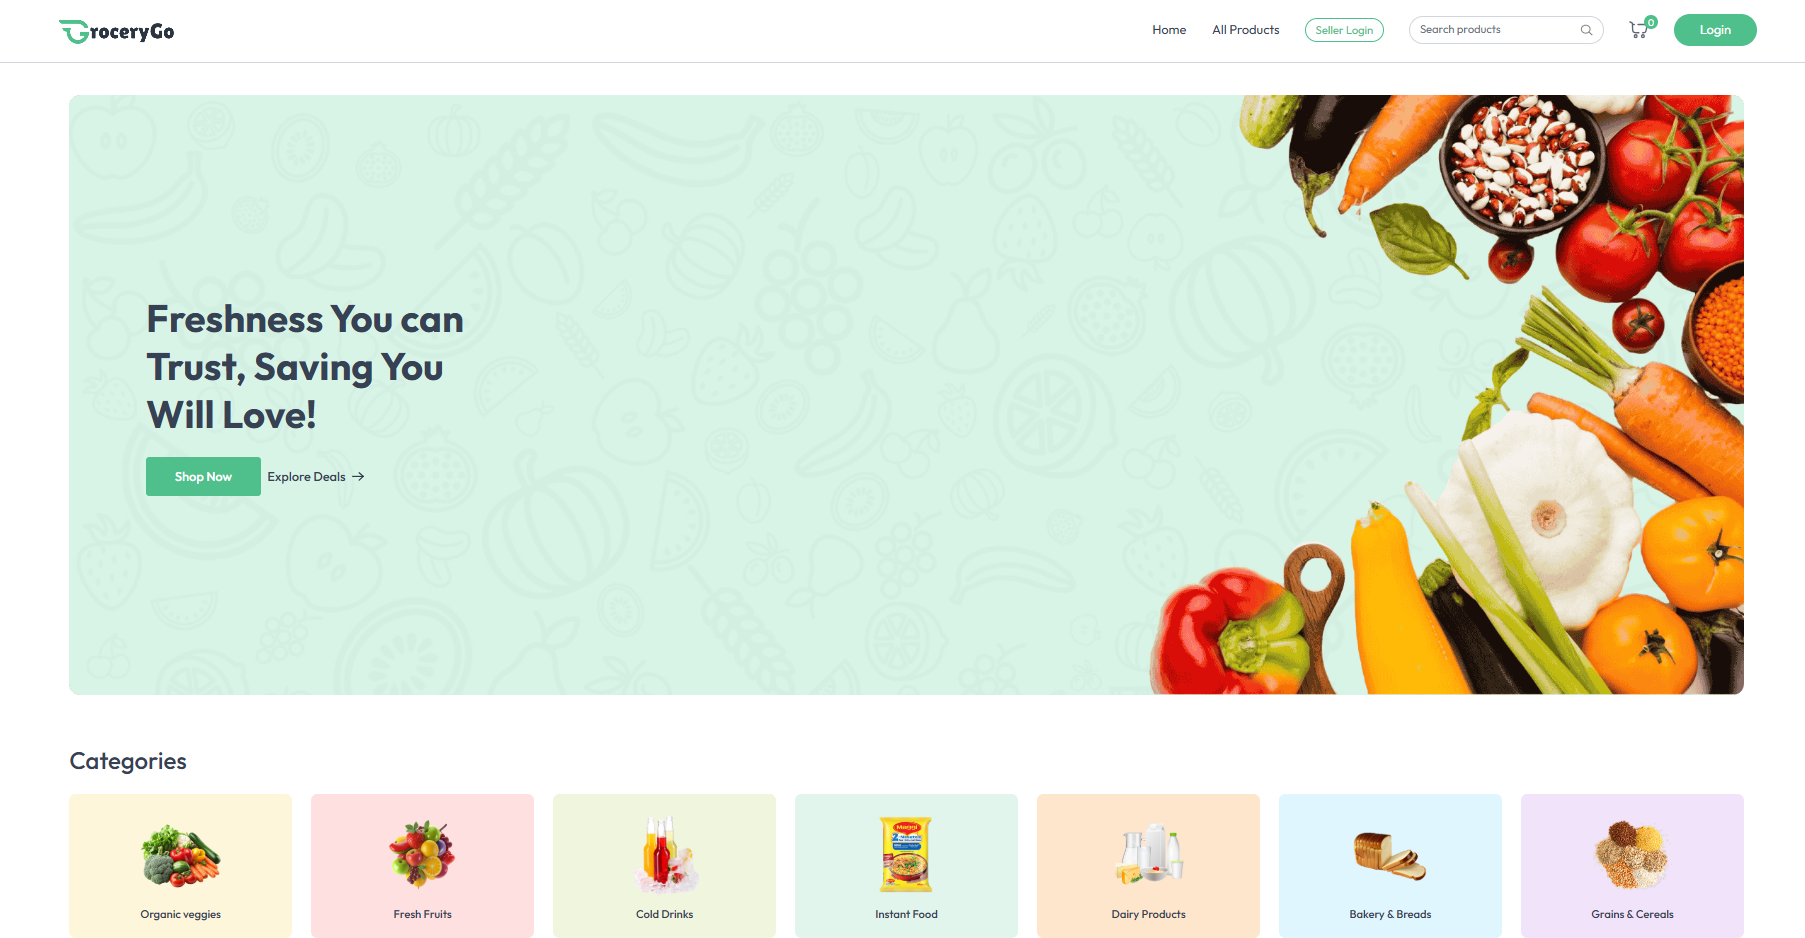 GroceryGo
Home
All Products
Seller Login
Search products
0
Login
Freshness You can
Trust, Saving You
Will Love!
Shop Now
Explore Deals
Categories
Maggi
Organic veggies
Fresh Fruits
Cold Drinks
Instant Food
Dairy Products
Bakery & Breads
Grains & Cereals